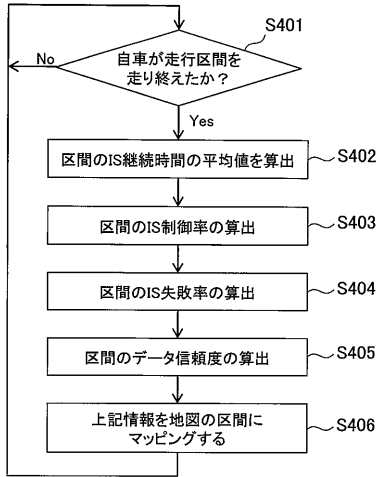 S401
自車が走行区間を
走り終えたか？
No
Yes
区間のIS継続時間の平均値を算出
S402
区間のIS制御率の算出
S403
区間のIS失敗率の算出
S404
区間のデータ信頼度の算出
S405
上記情報を地図の区間に
マッピングする
S406